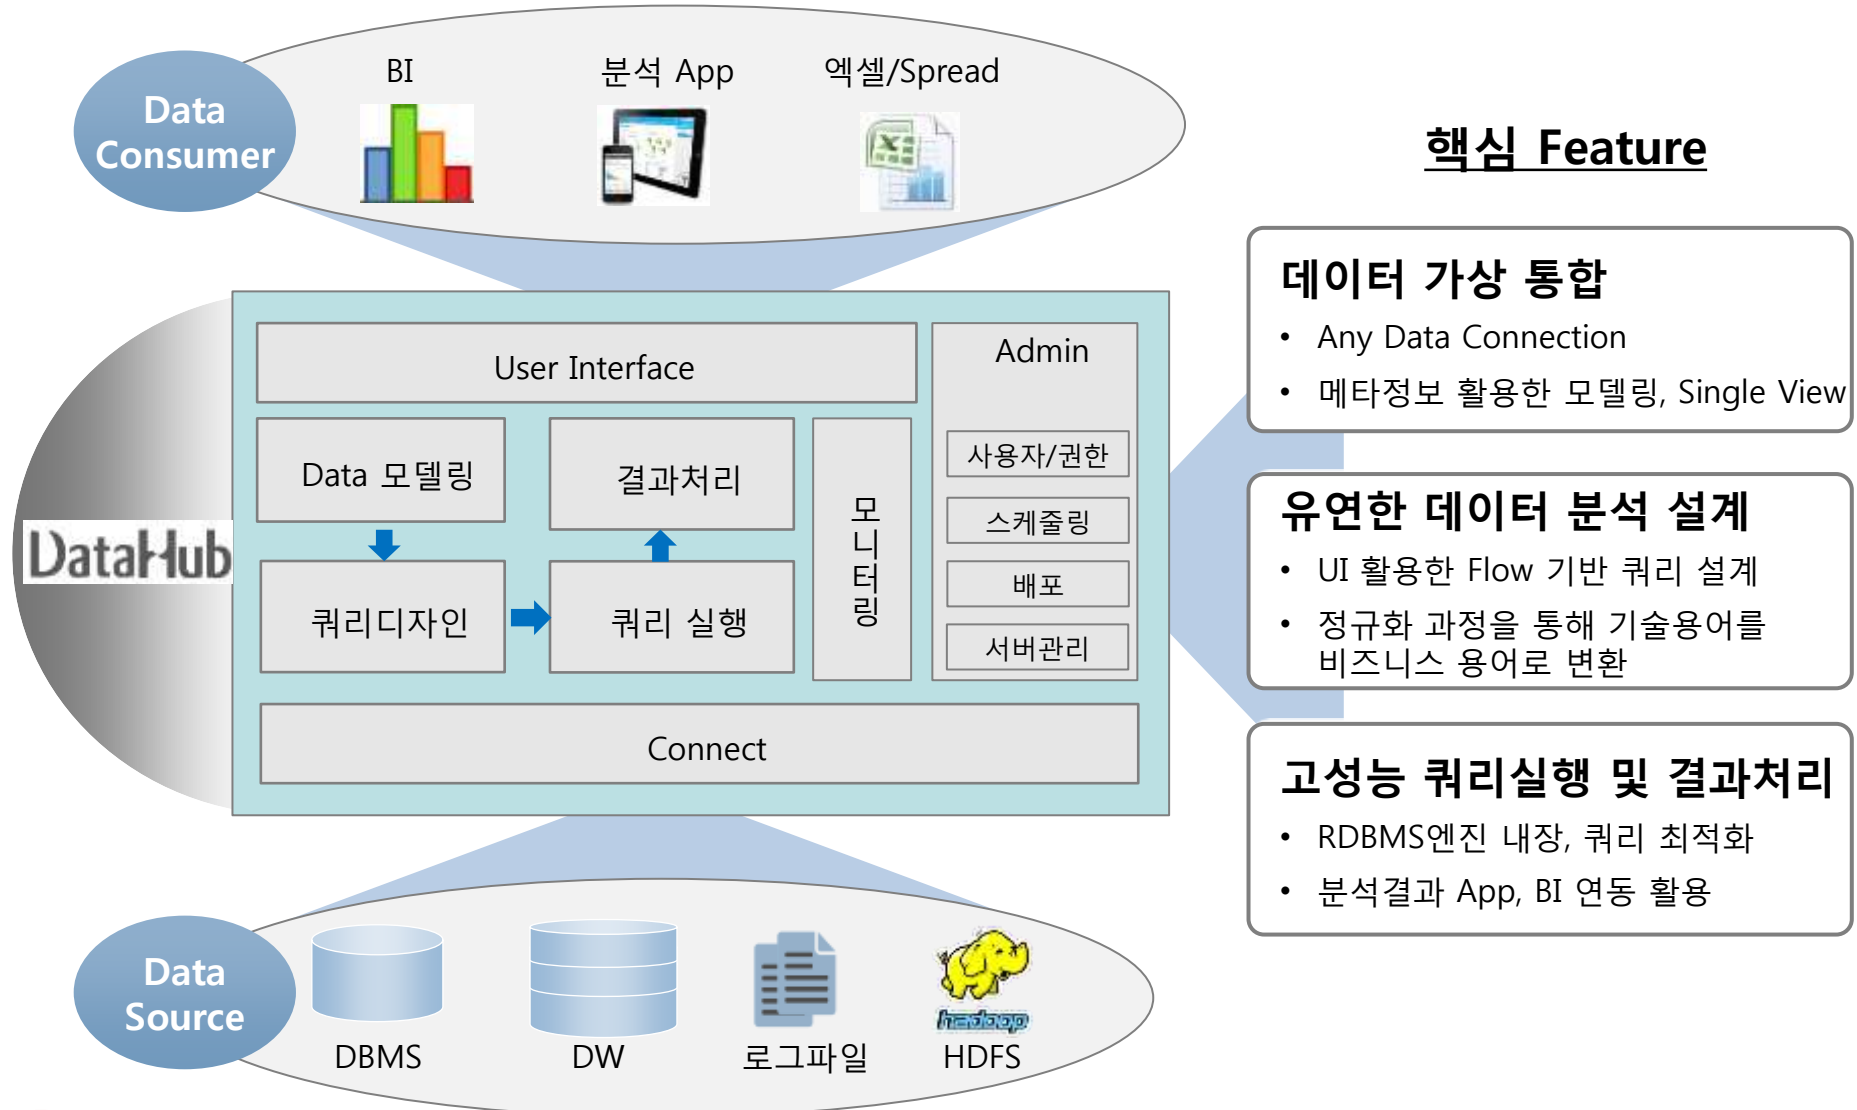 Data
Consumer
BI
분석 App
엑셀/Spread
DataHub
User Interface
Data 모델링
결과처리
쿼리디자인
쿼리 실행
모니터링
Admin
사용자/권한
스케줄링
배포
서버관리
Connect
Data
Source
DBMS
DW
로그파일
hadoop
HDFS
핵심 Feature
데이터 가상 통합
• Any Data Connection
• 메타정보 활용한 모델링, Single View
유연한 데이터 분석 설계
• UI 활용한 Flow 기반 쿼리 설계
• 정규화 과정을 통해 기술용어를
비즈니스 용어로 변환
고성능 쿼리실행 및 결과처리
• RDBMS엔진 내장, 쿼리 최적화
• 분석결과 App, BI 연동 활용